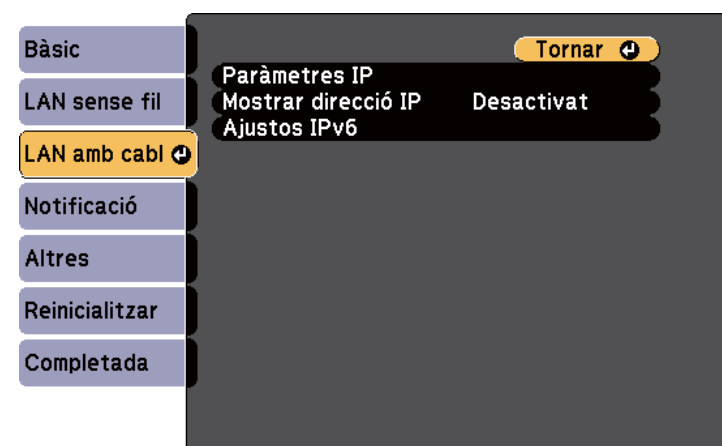 Bàsic
LAN sense fil
LAN amb cabl
Notificació
Altres
Reinicialitzar
Completada
Tornar
Paràmetres IP
Mostrar direcció IP Desactivat
Ajustos IPv6